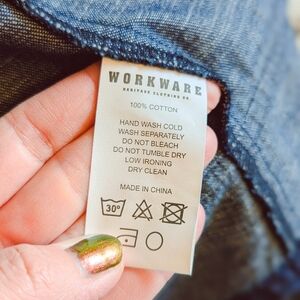 WORKWARE
HERITAGE CLOTHING CO
100% COTTON
HAND WASH COLD
WASH SEPARATELY
DO NOT BLEACH
DO NOT TUMBLE DRY
LOW IRONING
DRY CLEAN
MADE IN CHINA
30°